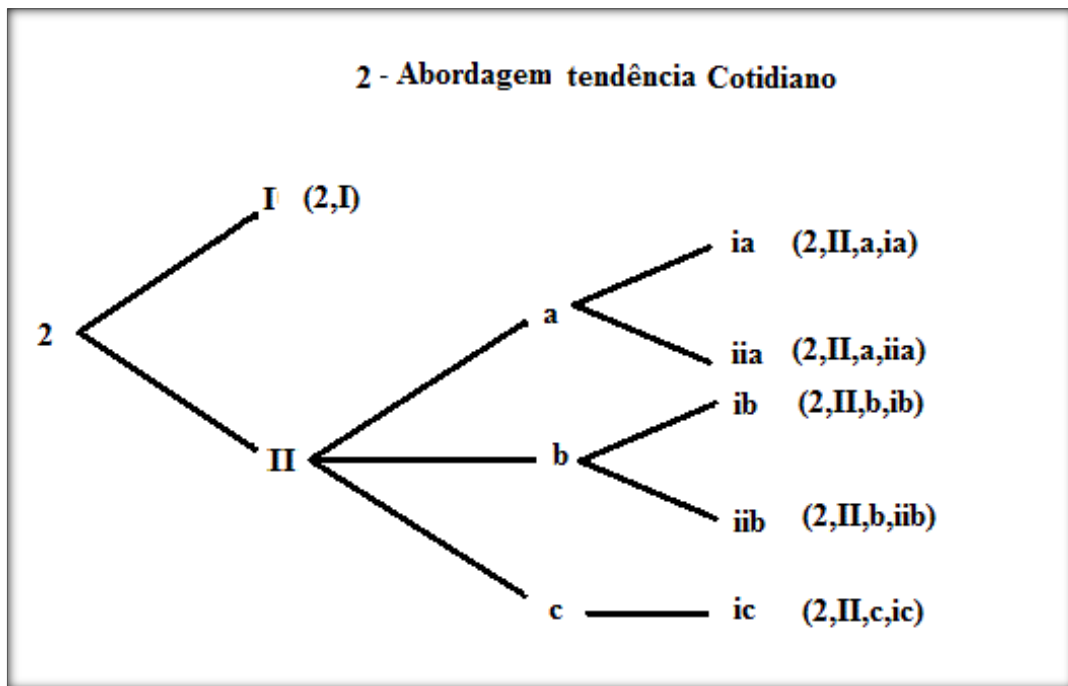 2 - Abordagem tendência Cotidiano
I (2,I)
ia (2,II,a,ia)
a
2
iia (2,II,a,iia)
ib (2,II,b,ib)
II
b
iib (2,II,b,iib)
c
ic (2,II,c,ic)